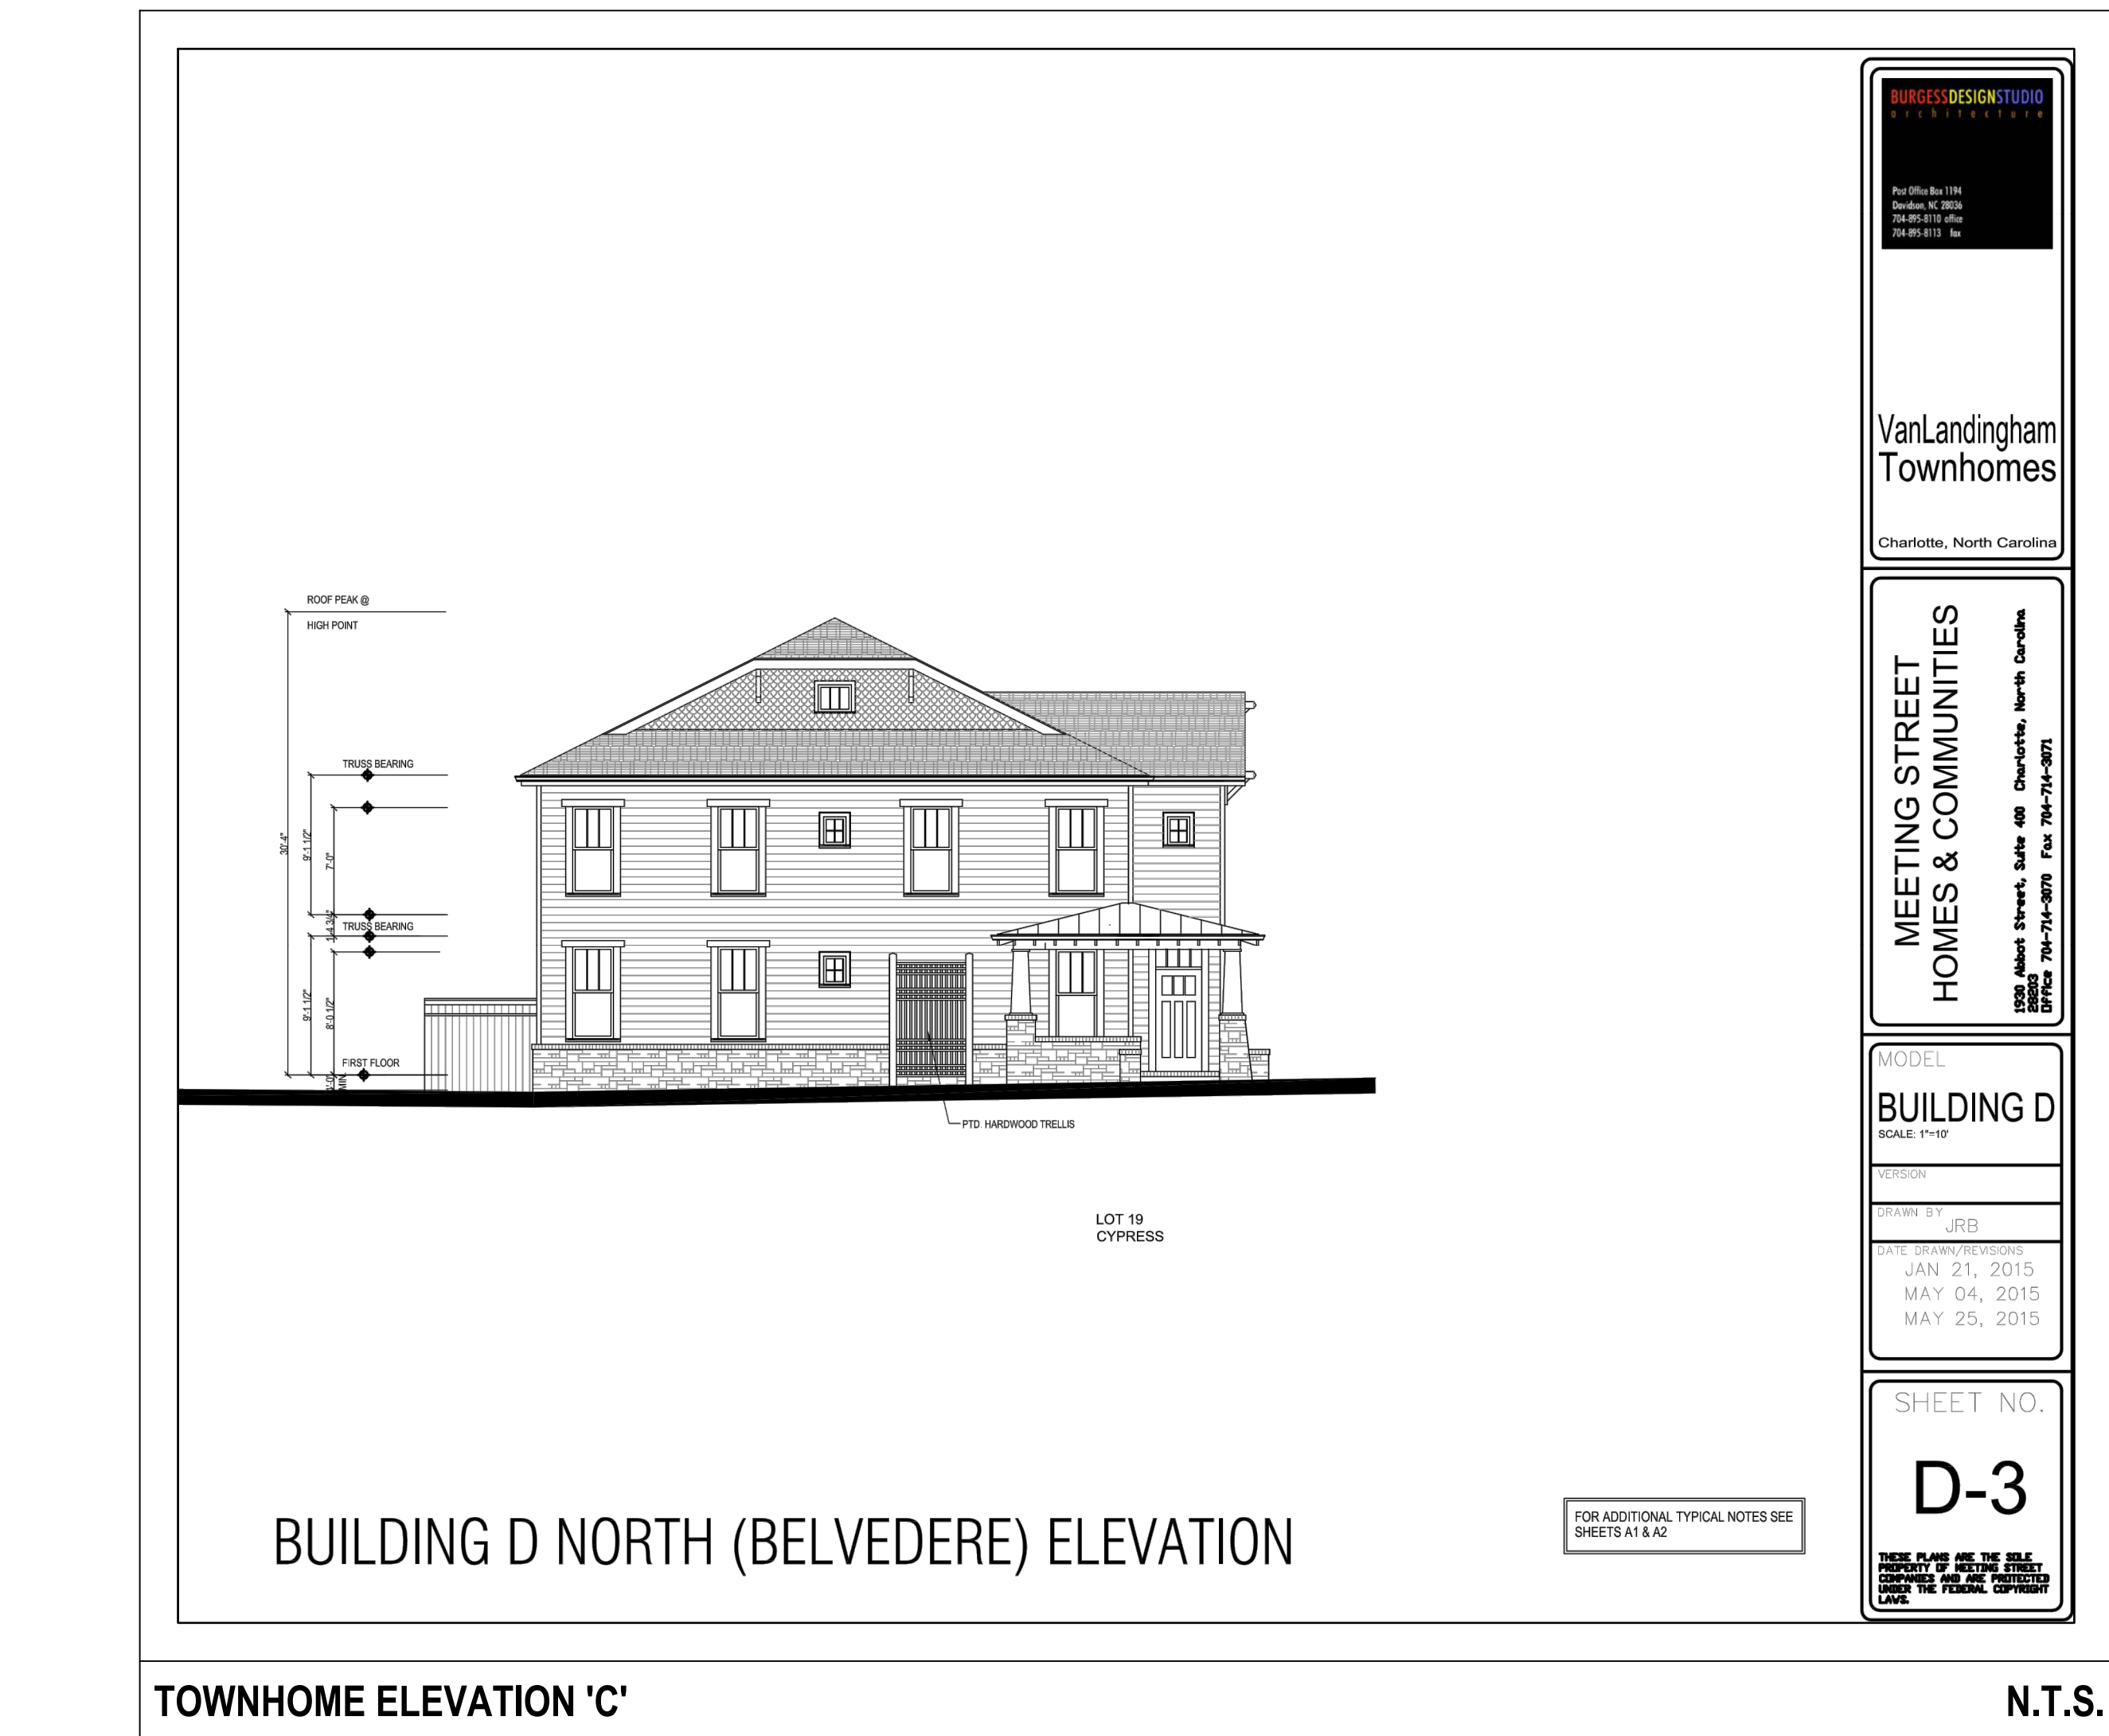 ROOF PEAK @
HIGH POINT
TRUSS BEARING
30'-4"
9'-1 1/2"
7'-0"
1'-4 3/4"
TRUSS BEARING
9'-1 1/2"
8'-0 1/2"
FIRST FLOOR
MIN.
PTD. HARDWOOD TRELLIS
LOT 19
CYPRESS
BUILDING D NORTH (BELVEDERE) ELEVATION
FOR ADDITIONAL TYPICAL NOTES SEE
SHEETS A1 & A2
BURGESSDESIGNSTUDIO
architecture
Post Office Box 1194
Davidson, NC 28036
704-895-8110 office
704-895-8113 fax
VanLandingham
Townhomes
Charlotte, North Carolina
MEETING STREET
HOMES & COMMUNITIES
1930 Abbot Street, Suite 400 Charlotte, North Carolina
28203
Office 704-714-3070 Fax 704-714-3071
MODEL
BUILDING D
SCALE: 1"=10'
VERSION
DRAWN BY
JRB
DATE DRAWN/REVISIONS
JAN 21, 2015
MAY 04, 2015
MAY 25, 2015
SHEET NO.
D-3
THESE PLANS ARE THE SOLE
PROPERTY OF MEETING STREET
COMPANIES AND ARE PROTECTED
UNDER THE FEDERAL COPYRIGHT
LAWS.
TOWNHOME ELEVATION 'C'
N.T.S.